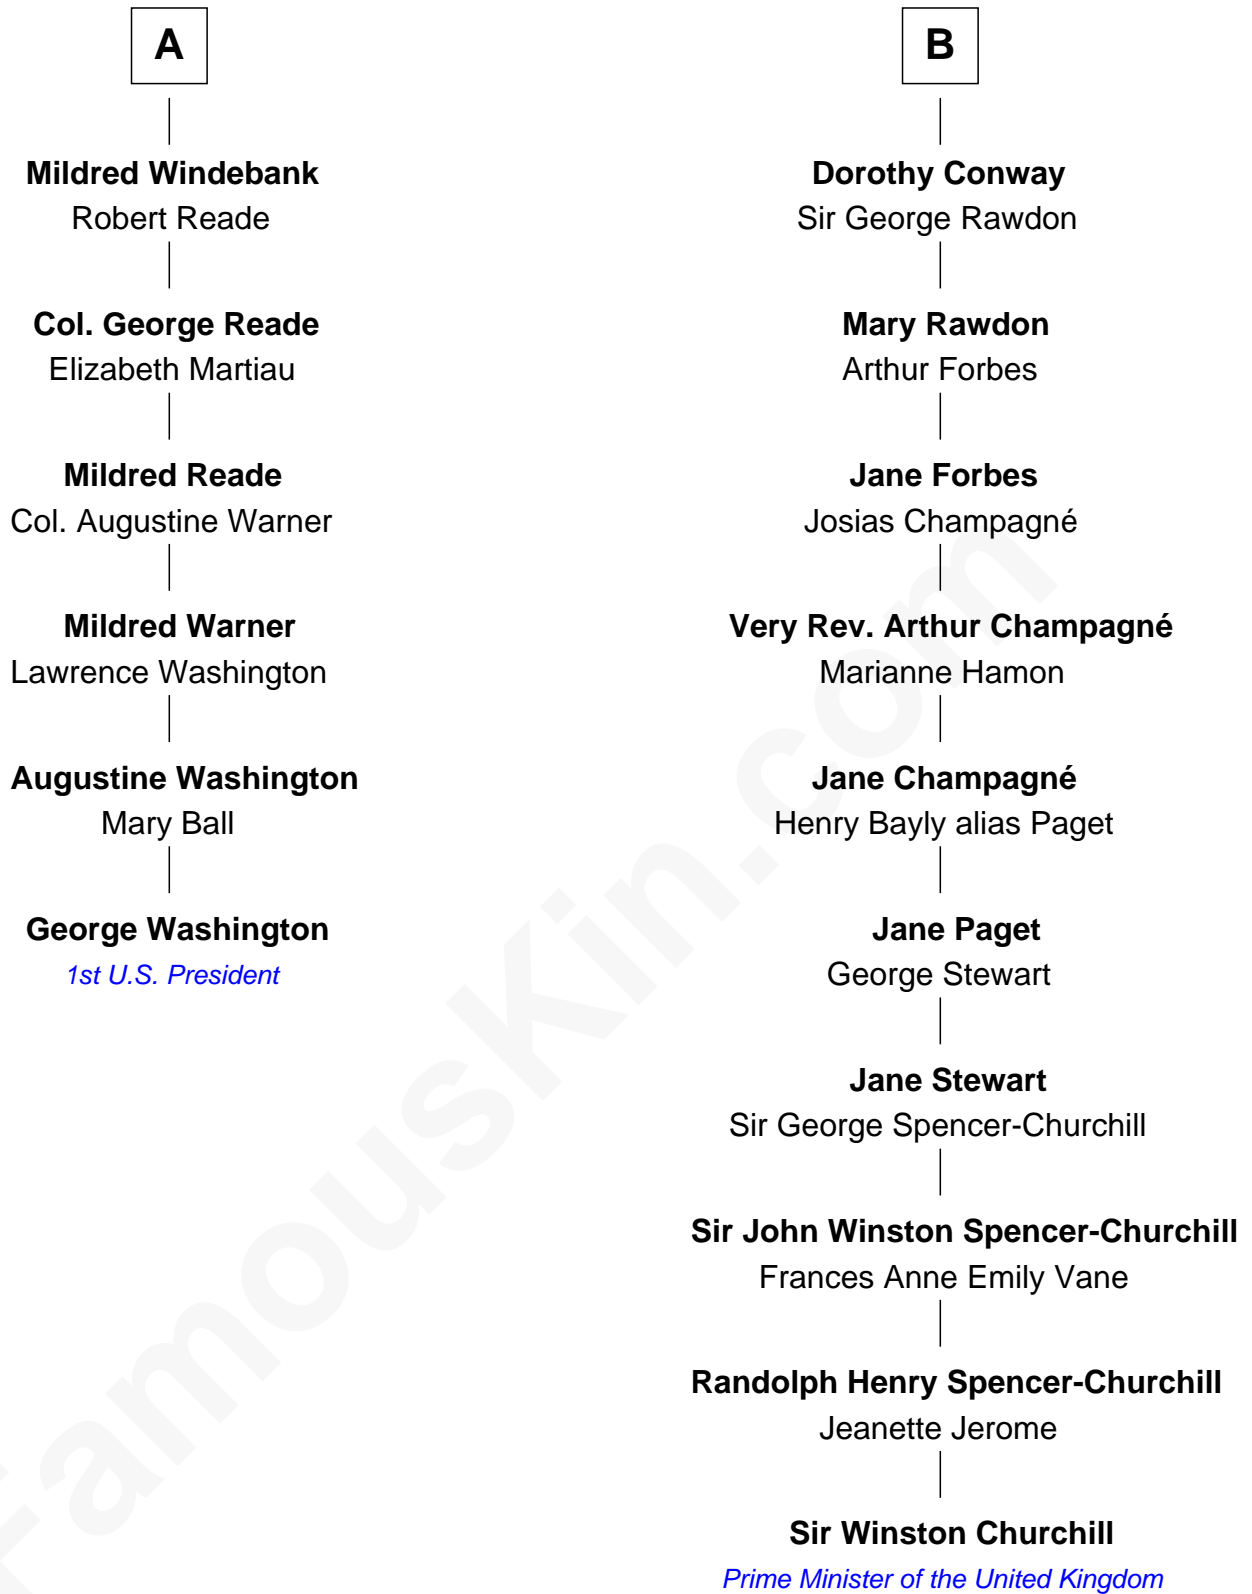 A
Mildred Windebank
Robert Reade
Col. George Reade
Elizabeth Martiau
Mildred Reade
Col. Augustine Warner
Mildred Warner
Lawrence Washington
Augustine Washington
Mary Ball
George Washington
1st U.S. President
B
Dorothy Conway
Sir George Rawdon
Mary Rawdon
Arthur Forbes
Jane Forbes
Josias Champagné
Very Rev. Arthur Champagné
Marianne Hamon
Jane Champagné
Henry Bayly alias Paget
Jane Paget
George Stewart
Jane Stewart
Sir George Spencer-Churchill
Sir John Winston Spencer-Churchill
Frances Anne Emily Vane
Randolph Henry Spencer-Churchill
Jeanette Jerome
Sir Winston Churchill
Prime Minister of the United Kingdom
FamousKin.com